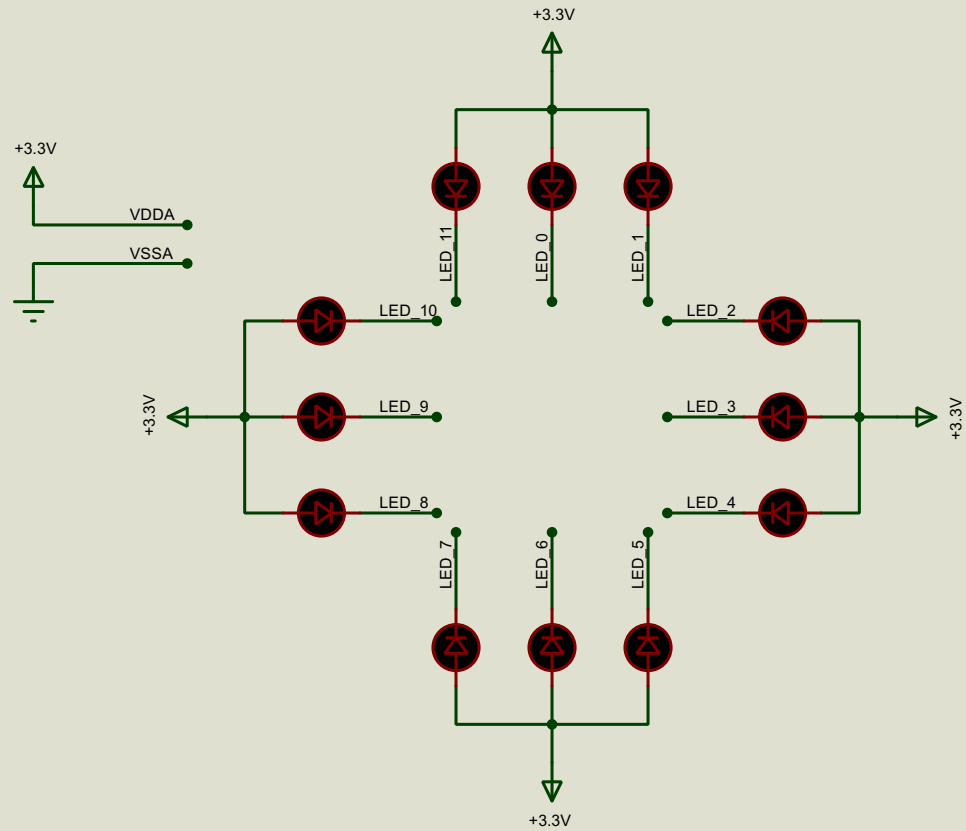 +3.3V
+3.3V
VDDA
VSSA
LED_11
LED_0
LED_1
LED_10
LED_2
+3.3V
LED_9
LED_3
+3.3V
LED_8
LED_4
LED_7
LED_6
LED_5
+3.3V